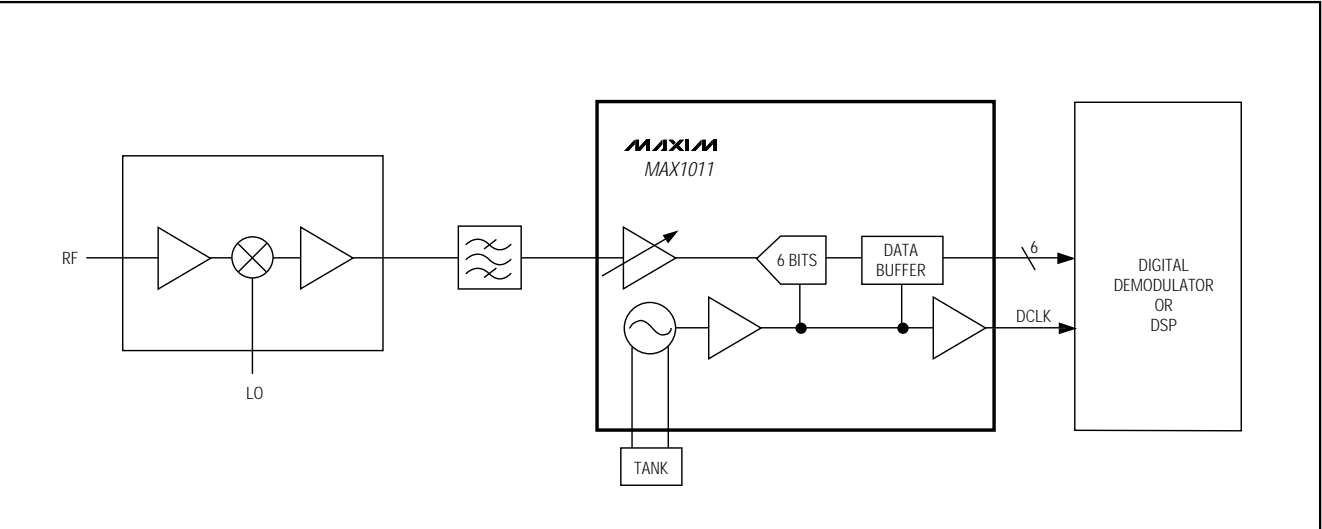 MAXIM
MAX1011
RF
LO
6 BITS
DATA
BUFFER
6
DCLK
TANK
DIGITAL
DEMODULATOR
OR
DSP